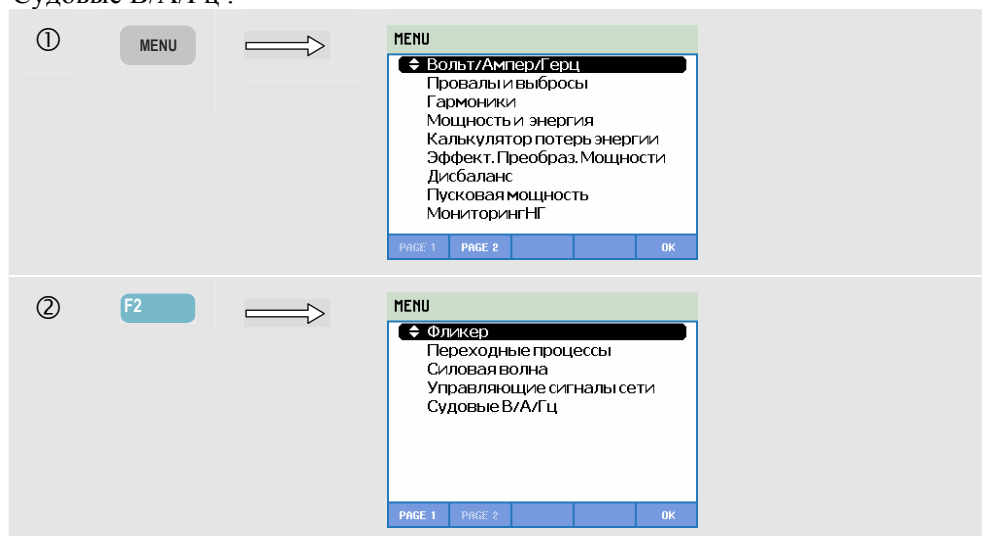 Судовые В/А/Гц .
① MENU MENU
Вольт/Ампер/Герц
Провалы и выбросы
Гармоники
Мощность и энергия
Калькулятор потерь энергии
Эффект. Преобраз. Мощности
Дисбаланс
Пусковая мощность
МониторингНГ
PAGE 1 PAGE 2 OK
② F2 MENU
Фликер
Переходные процессы
Силовая волна
Управляющие сигналы сети
Судовые В/А/Гц
PAGE 1 PAGE 2 OK